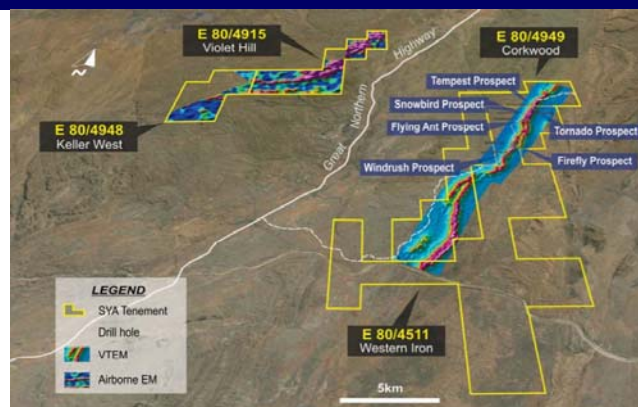 E 80/4915
Violet Hill
E 80/4949
Corkwood
Great Northern Highway
Tempest Prospect
Snowbird Prospect
Flying Ant Prospect
Tornado Prospect
Firefly Prospect
Windrush Prospect
E 80/4948
Keller West
LEGEND
SYA Tenement
Drill hole
VTEM
Airborne EM
E 80/4511
Western Iron
5km